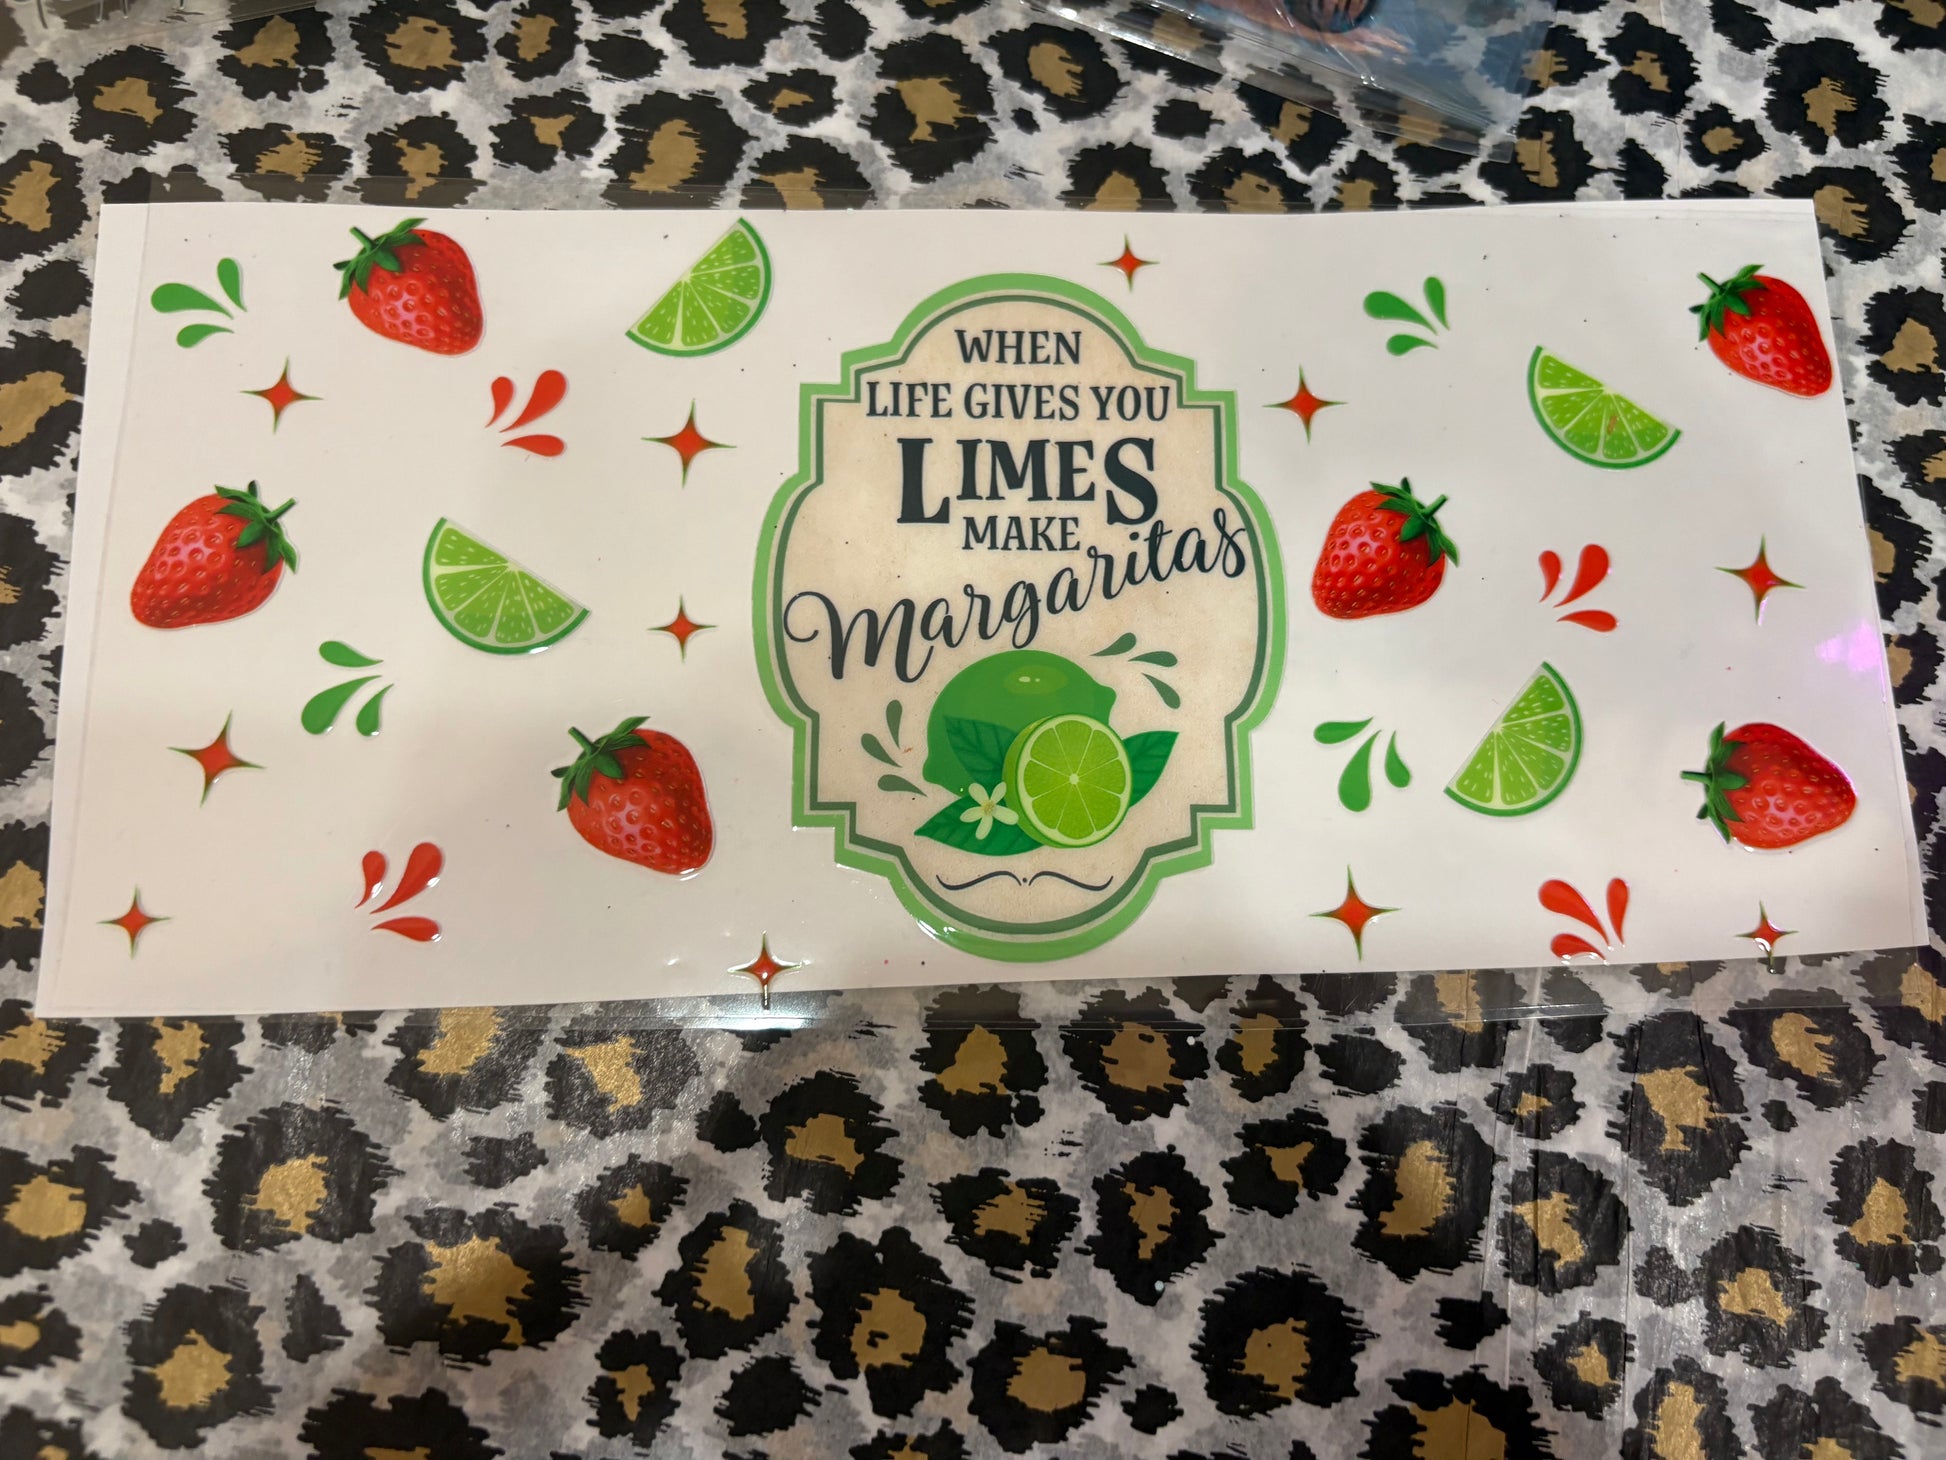 WHEN
LIFE GIVES YOU
LIMES
MAKE
Margaritas